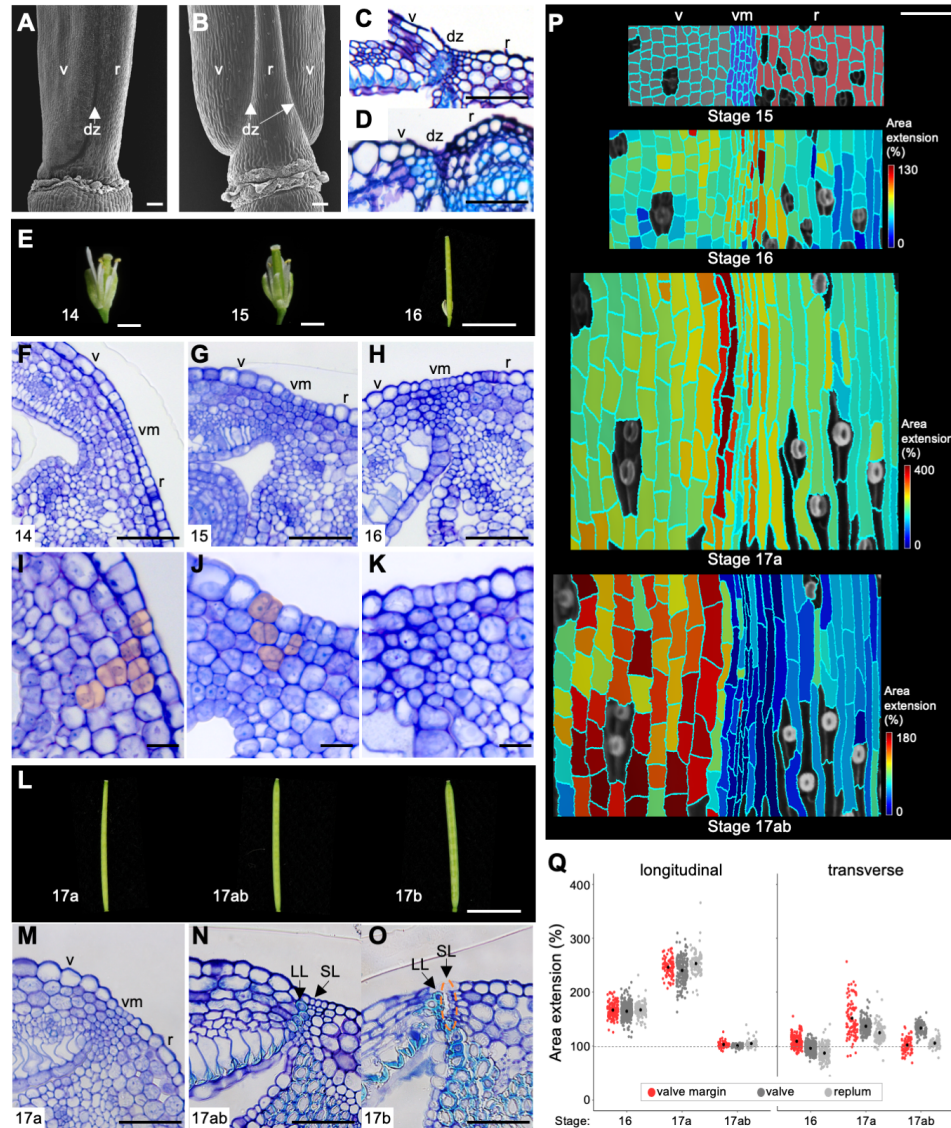 A
v
r
dz
B
v
r
v
dz
C
v
dz
r
D
v
dz
r
E
14
15
16
F
v
vm
r
14
G
v
vm
r
15
H
v
vm
r
16
I
J
K
L
17a
17ab
17b
M
v
vm
r
17a
N
LL
SL
17ab
O
LL
SL
17b
P
v
vm
r
Stage 15
Area
extension
(%)
130
0
Stage 16
Area
extension
(%)
400
0
Stage 17a
Area
extension
(%)
180
0
Stage 17ab
Q
longitudinal
transverse
Area extension (%)
400
300
200
100
0
valve margin
valve
replum
Stage:
16
17a
17ab
16
17a
17ab